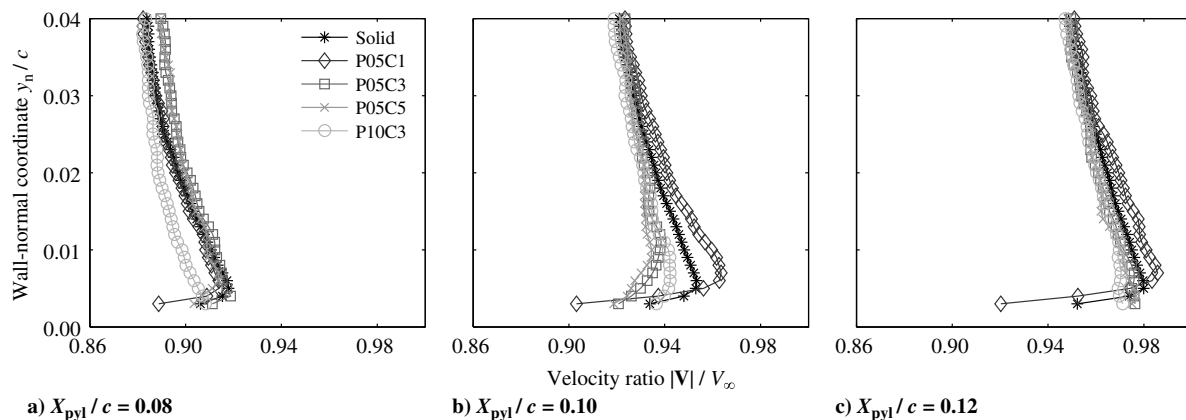 0.04
0.03
0.02
0.01
0.00
Wall-normal coordinate yn / c
Solid
P05C1
P05C3
P05C5
P10C3
0.86 0.90 0.94 0.98
0.86 0.90 0.94 0.98
0.86 0.90 0.94 0.98
Velocity ratio |V| / V∞
a) Xpyl / c = 0.08
b) Xpyl / c = 0.10
c) Xpyl / c = 0.12